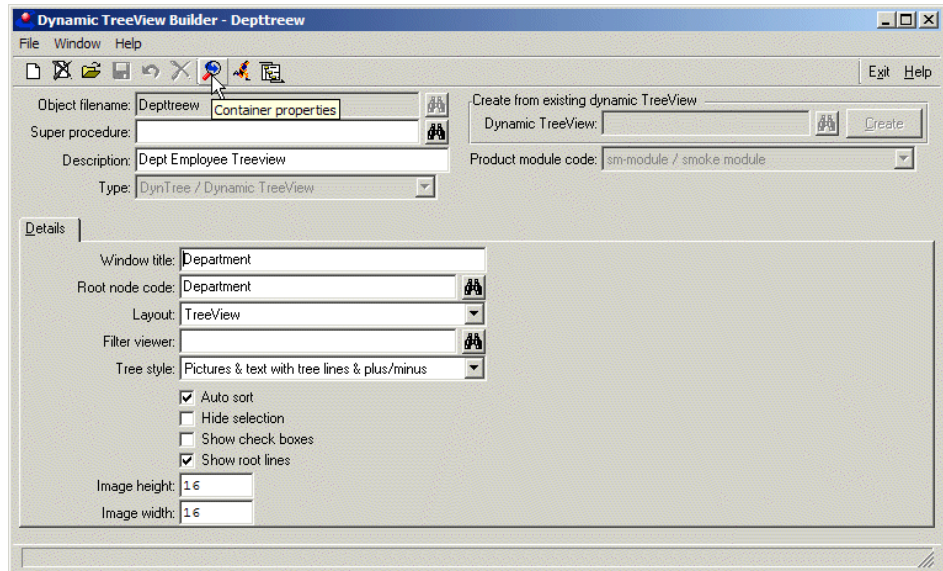 Dynamic TreeView Builder - Depttreew
File Window Help
Exit Help
Object filename: Depttreew
Container properties
Create from existing dynamic TreeView
Super procedure:
Dynamic TreeView: Create
Description: Dept Employee Treeview
Product module code: sm-module / smoke module
Type: DynTree / Dynamic TreeView
Details
Window title: Department
Root node code: Department
Layout: TreeView
Filter viewer:
Tree style: Pictures & text with tree lines & plus/minus
Auto sort
Hide selection
Show check boxes
Show root lines
Image height: 16
Image width: 16